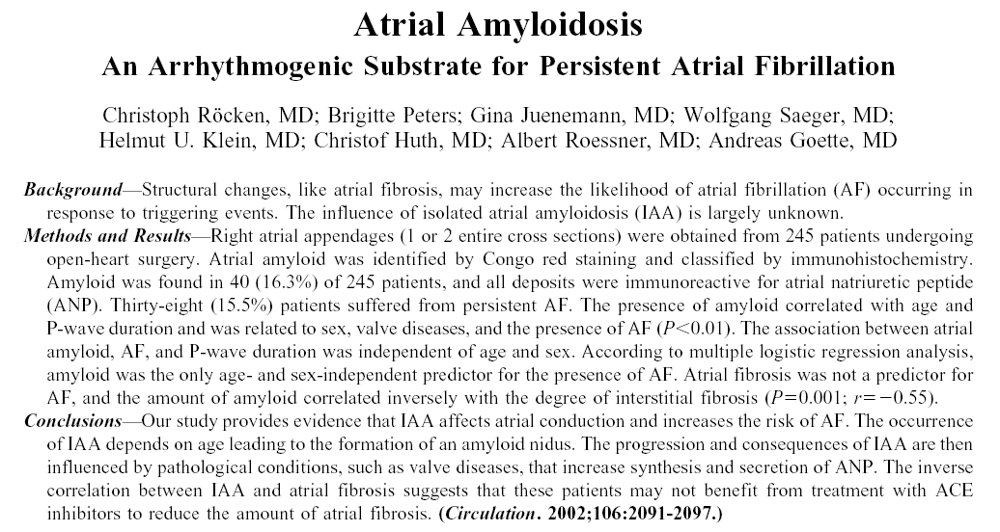 Atrial Amyloidosis
An Arrhythmogenic Substrate for Persistent Atrial Fibrillation
Christoph Röcken, MD; Brigitte Peters; Gina Juenemann, MD; Wolfgang Saeger, MD;
Helmut U. Klein, MD; Christof Huth, MD; Albert Roessner, MD; Andreas Goette, MD
Background—Structural changes, like atrial fibrosis, may increase the likelihood of atrial fibrillation (AF) occurring in
response to triggering events. The influence of isolated atrial amyloidosis (IAA) is largely unknown.
Methods and Results—Right atrial appendages (1 or 2 entire cross sections) were obtained from 245 patients undergoing
open-heart surgery. Atrial amyloid was identified by Congo red staining and classified by immunohistochemistry.
Amyloid was found in 40 (16.3%) of 245 patients, and all deposits were immunoreactive for atrial natriuretic peptide
(ANP). Thirty-eight (15.5%) patients suffered from persistent AF. The presence of amyloid correlated with age and
P-wave duration and was related to sex, valve diseases, and the presence of AF (P<0.01). The association between atrial
amyloid, AF, and P-wave duration was independent of age and sex. According to multiple logistic regression analysis,
amyloid was the only age- and sex-independent predictor for the presence of AF. Atrial fibrosis was not a predictor for
AF, and the amount of amyloid correlated inversely with the degree of interstitial fibrosis (P=0.001; r=−0.55).
Conclusions—Our study provides evidence that IAA affects atrial conduction and increases the risk of AF. The occurrence
of IAA depends on age leading to the formation of an amyloid nidus. The progression and consequences of IAA are then
influenced by pathological conditions, such as valve diseases, that increase synthesis and secretion of ANP. The inverse
correlation between IAA and atrial fibrosis suggests that these patients may not benefit from treatment with ACE
inhibitors to reduce the amount of atrial fibrosis. (Circulation. 2002;106:2091-2097.)